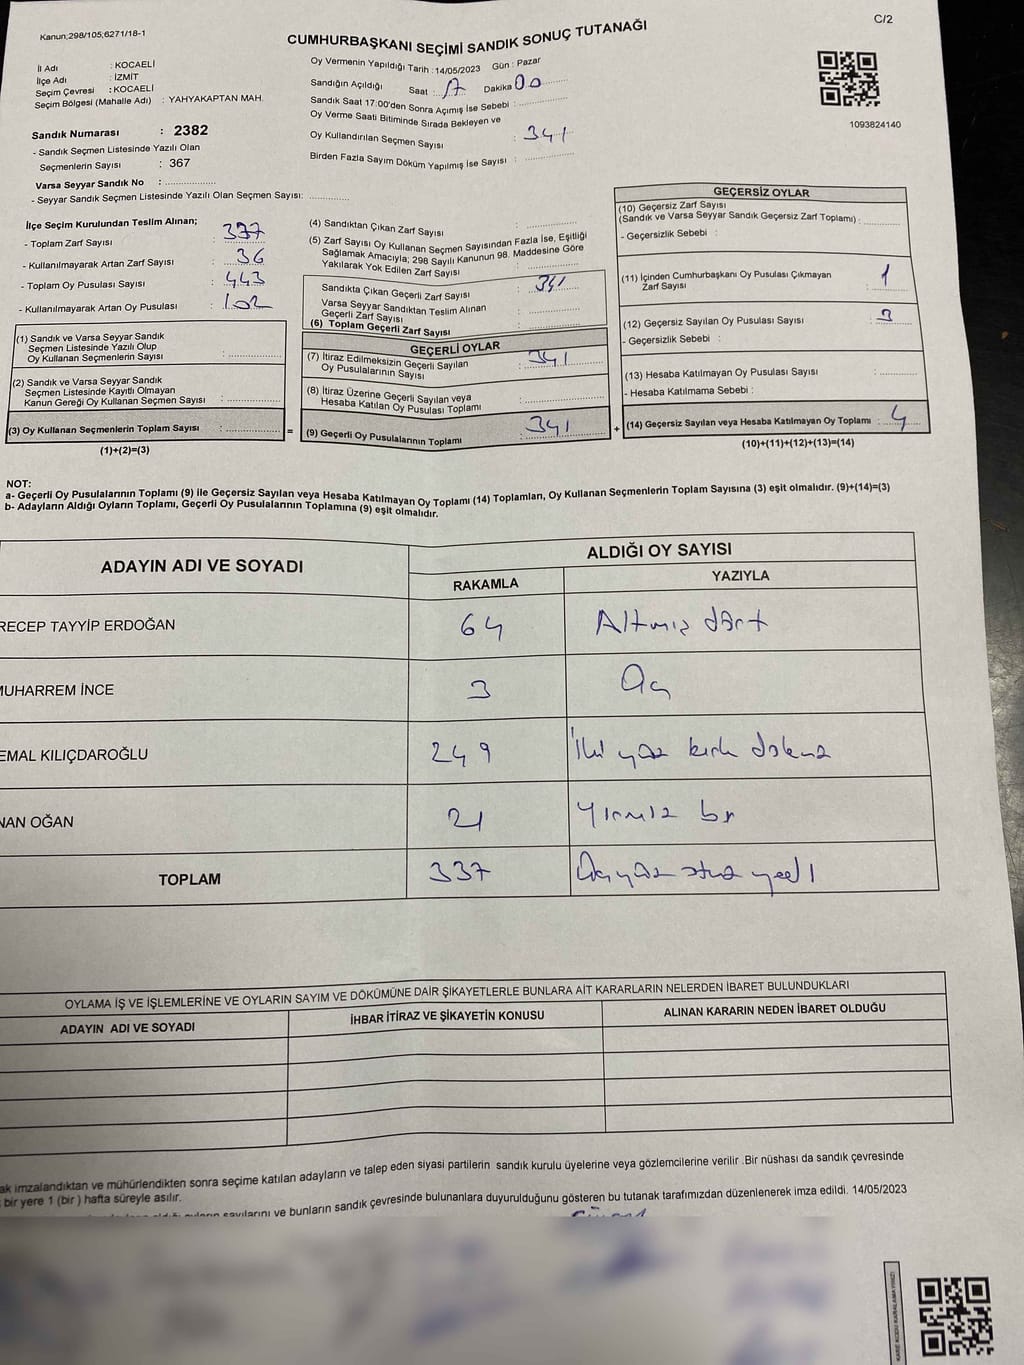 Kanun;298/105;6271/18-1
C/2
CUMHURBAŞKANI SEÇİMİ SANDIK SONUÇ TUTANAĞI
İl Adı : KOCAELİ
İlçe Adı : İZMİT
Seçim Çevresi : KOCAELİ
Seçim Bölgesi (Mahalle Adı) : YAHYAKAPTAN MAH.
Sandık Numarası : 2382
- Sandık Seçmen Listesinde Yazılı Olan
Seçmenlerin Sayısı : 367
Varsa Seyyar Sandık No :
- Seyyar Sandık Seçmen Listesinde Yazılı Olan Seçmen Sayısı:
Oy Vermenin Yapıldığı Tarih :14/05/2023 Gün : Pazar
Sandığın Açıldığı Saat : 17 Dakika 00
Sandık Saat 17:00'den Sonra Açımış İse Sebebi :
Oy Verme Saati Bitiminde Sırada Bekleyen ve
Oy Kullandırılan Seçmen Sayısı : 341
Birden Fazla Sayım Döküm Yapılmış İse Sayısı :
1093824140
İlçe Seçim Kurulundan Teslim Alınan;
- Toplam Zarf Sayısı : 377
- Kullanılmayarak Artan Zarf Sayısı : 36
- Toplam Oy Pusulası Sayısı : 443
- Kullanılmayarak Artan Oy Pusulası : 102
(1) Sandık ve Varsa Seyyar Sandık
Seçmen Listesinde Yazılı Olup
Oy Kullanan Seçmenlerin Sayısı :
(2) Sandık ve Varsa Seyyar Sandık
Seçmen Listesinde Kayıtlı Olmayan
Kanun Gereği Oy Kullanan Seçmen Sayısı :
(3) Oy Kullanan Seçmenlerin Toplam Sayısı :
(1)+(2)=(3)
=
(4) Sandıktan Çıkan Zarf Sayısı :
(5) Zarf Sayısı Oy Kullanan Seçmen Sayısından Fazla İse, Eşitliği
Sağlamak Amacıyla; 298 Sayılı Kanunun 98. Maddesine Göre
Yakılarak Yok Edilen Zarf Sayısı :
Sandıkta Çıkan Geçerli Zarf Sayısı : 341
Varsa Seyyar Sandıktan Teslim Alınan
Geçerli Zarf Sayısı :
(6) Toplam Geçerli Zarf Sayısı :
GEÇERLİ OYLAR
(7) İtiraz Edilmeksizin Geçerli Sayılan
Oy Pusulalarının Sayısı : 341
(8) İtiraz Üzerine Geçerli Sayılan veya
Hesaba Katılan Oy Pusulası Toplamı :
(9) Geçerli Oy Pusulalarının Toplamı : 341
+
GEÇERSİZ OYLAR
(10) Geçersiz Zarf Sayısı
(Sandık ve Varsa Seyyar Sandık Geçersiz Zarf Toplamı) :
- Geçersizlik Sebebi :
(11) İçinden Cumhurbaşkanı Oy Pusulası Çıkmayan
Zarf Sayısı : 1
(12) Geçersiz Sayılan Oy Pusulası Sayısı : 3
- Geçersizlik Sebebi :
(13) Hesaba Katılmayan Oy Pusulası Sayısı :
- Hesaba Katılmama Sebebi :
(14) Geçersiz Sayılan veya Hesaba Katılmayan Oy Toplamı : 4
(10)+(11)+(12)+(13)=(14)
NOT:
a- Geçerli Oy Pusulalarının Toplamı (9) ile Geçersiz Sayılan veya Hesaba Katılmayan Oy Toplamı (14) Toplamları, Oy Kullanan Seçmenlerin Toplam Sayısına (3) eşit olmalıdır. (9)+(14)=(3)
b- Adayların Aldığı Oyların Toplamı, Geçerli Oy Pusulalarının Toplamına (9) eşit olmalıdır.
ADAYIN ADI VE SOYADI
ALDIĞI OY SAYISI
RAKAMLA YAZIYLA
RECEP TAYYİP ERDOĞAN 64 Altmış dört
MUHARREM İNCE 3 Üç
EMAL KILIÇDAROĞLU 249 İki yüz kırk dokuz
NAN OĞAN 21 Yirmi bir
TOPLAM 337 Üç yüz otuz yedi
OYLAMA İŞ VE İŞLEMLERİNE VE OYLARIN SAYIM VE DÖKÜMÜNE DAİR ŞİKAYETLERLE BUNLARA AİT KARARLARIN NELERDEN İBARET BULUNDUKLARI
ADAYIN ADI VE SOYADI İHBAR İTİRAZ VE ŞİKAYETİN KONUSU ALINAN KARARIN NEDEN İBARET OLDUĞU
ak imzalandıktan ve mühürlendikten sonra seçime katılan adayların ve talep eden siyasi partilerin sandık kurulu üyelerine veya gözlemcilerine verilir .Bir nüshası da sandık çevresinde
bir yere 1 (bir ) hafta süreyle asılır.
sayılarını ve bunların sandık çevresinde bulunanlara duyurulduğunu gösteren bu tutanak tarafımızdan düzenlenerek imza edildi. 14/05/2023